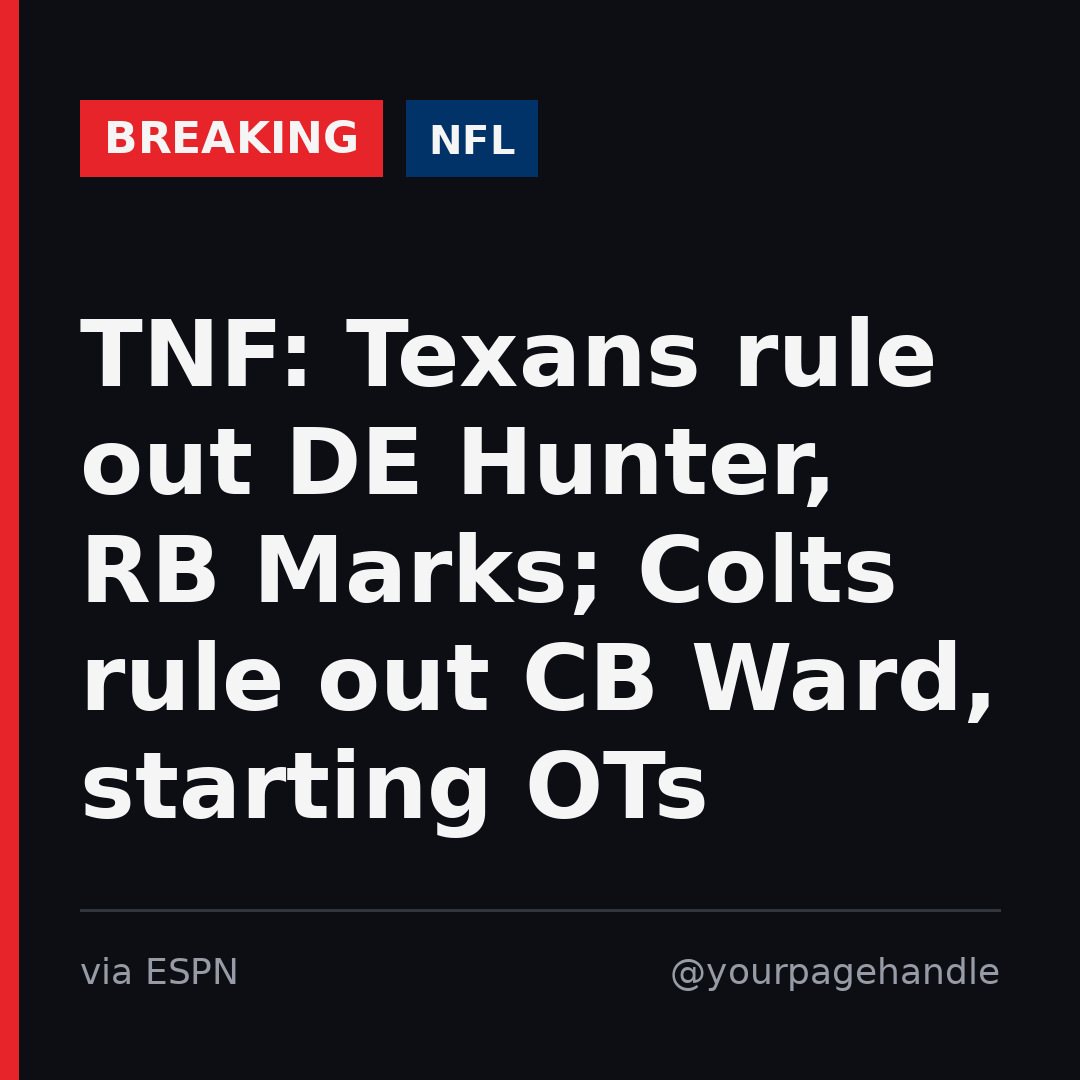 BREAKING NFL
TNF: Texans rule
out DE Hunter,
RB Marks; Colts
rule out CB Ward,
starting OTs
via ESPN @yourpagehandle